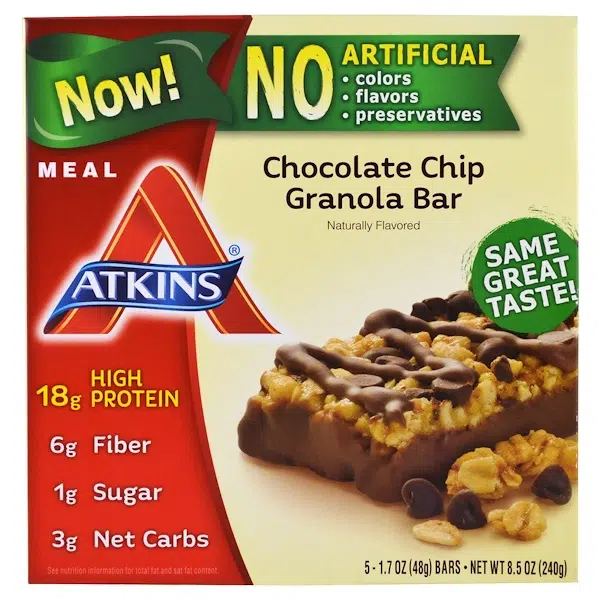 Now!
NO
ARTIFICIAL
• colors
• flavors
• preservatives
MEAL
ATKINS®
Chocolate Chip
Granola Bar
Naturally Flavored
SAME
GREAT
TASTE!
18g HIGH
PROTEIN
6g Fiber
1g Sugar
3g Net Carbs
See nutrition information for total fat and sat fat content.
5 - 1.7 OZ (48g) BARS • NET WT 8.5 OZ (240g)